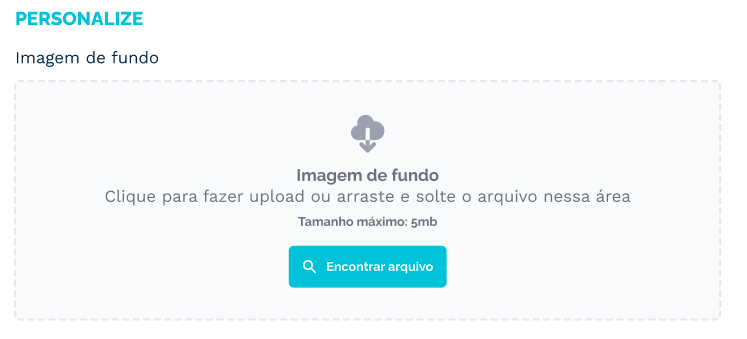 PERSONALIZE
Imagem de fundo
Imagem de fundo
Clique para fazer upload ou arraste e solte o arquivo nessa área
Tamanho máximo: 5mb
Encontrar arquivo